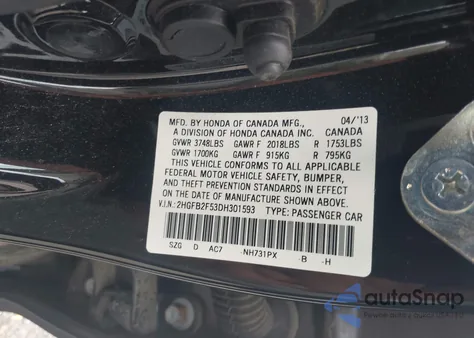 MFD. BY HONDA OF CANADA MFG., 04/'13
A DIVISION OF HONDA CANADA INC. CANADA
GVWR 3748LBS GAWR F 2018LBS R 1753LBS
GVWR 1700KG GAWR F 915KG R 795KG
THIS VEHICLE CONFORMS TO ALL APPLICABLE
FEDERAL MOTOR VEHICLE SAFETY, BUMPER,
AND THEFT PREVENTION STANDARDS IN EFFECT
ON THE DATE OF MANUFACTURE SHOWN ABOVE.
V.I.N.: 2HGFB2F53DH301593 TYPE: PASSENGER CAR
SZG D AC7 -NH731PX -B -H
autoSnap